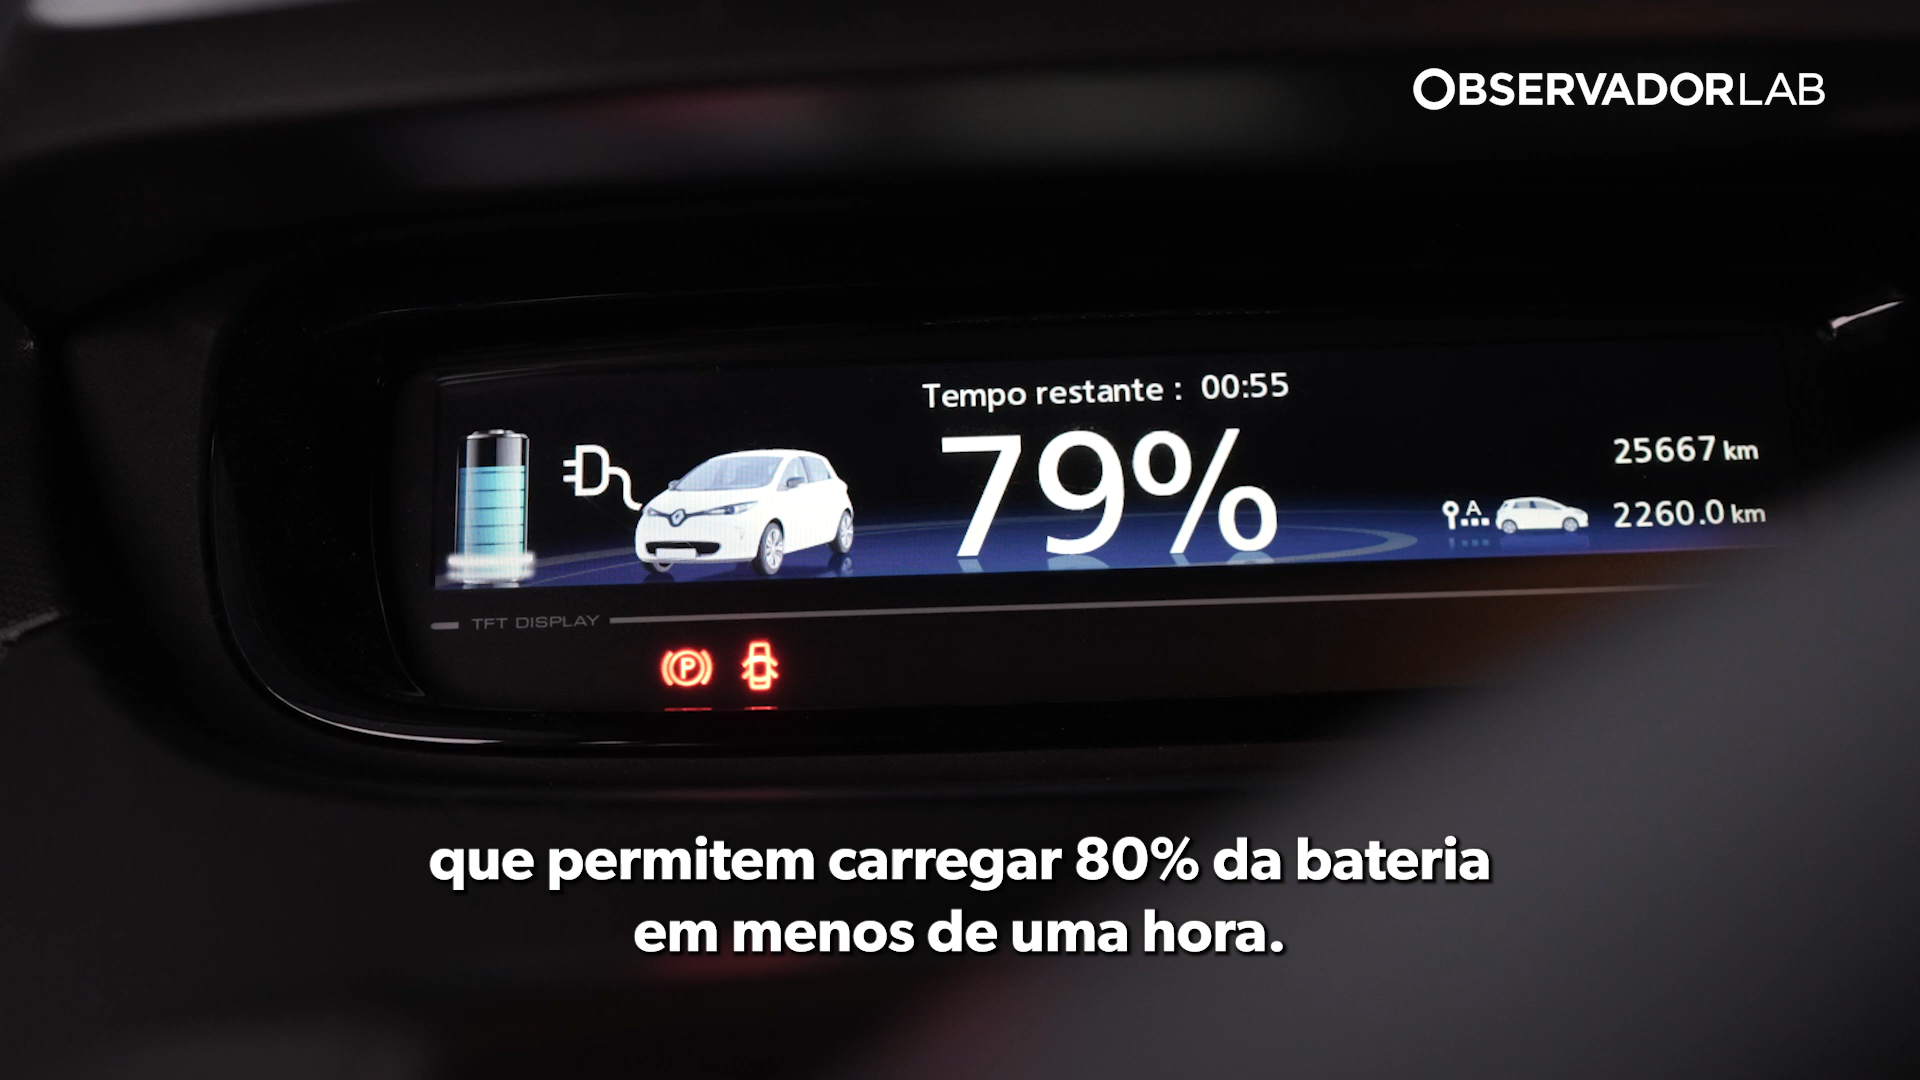 OBSERVADORLAB
Tempo restante : 00:55
79%
25667 km
A
2260.0 km
TFT DISPLAY
P
que permitem carregar 80% da bateria
em menos de uma hora.